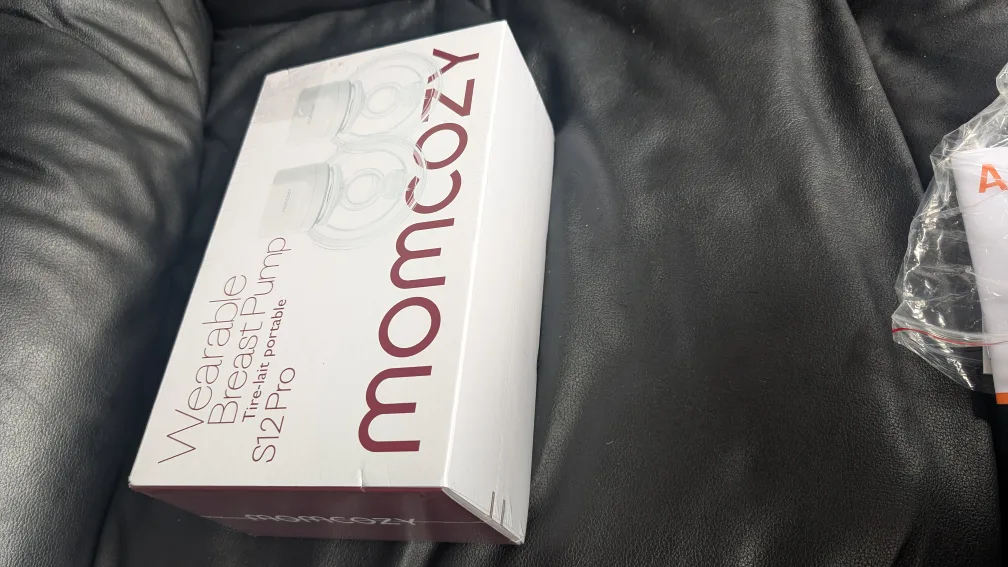 momcozy
Wearable
Breast Pump
Tire-lait portable
S12 Pro
momcozy
A